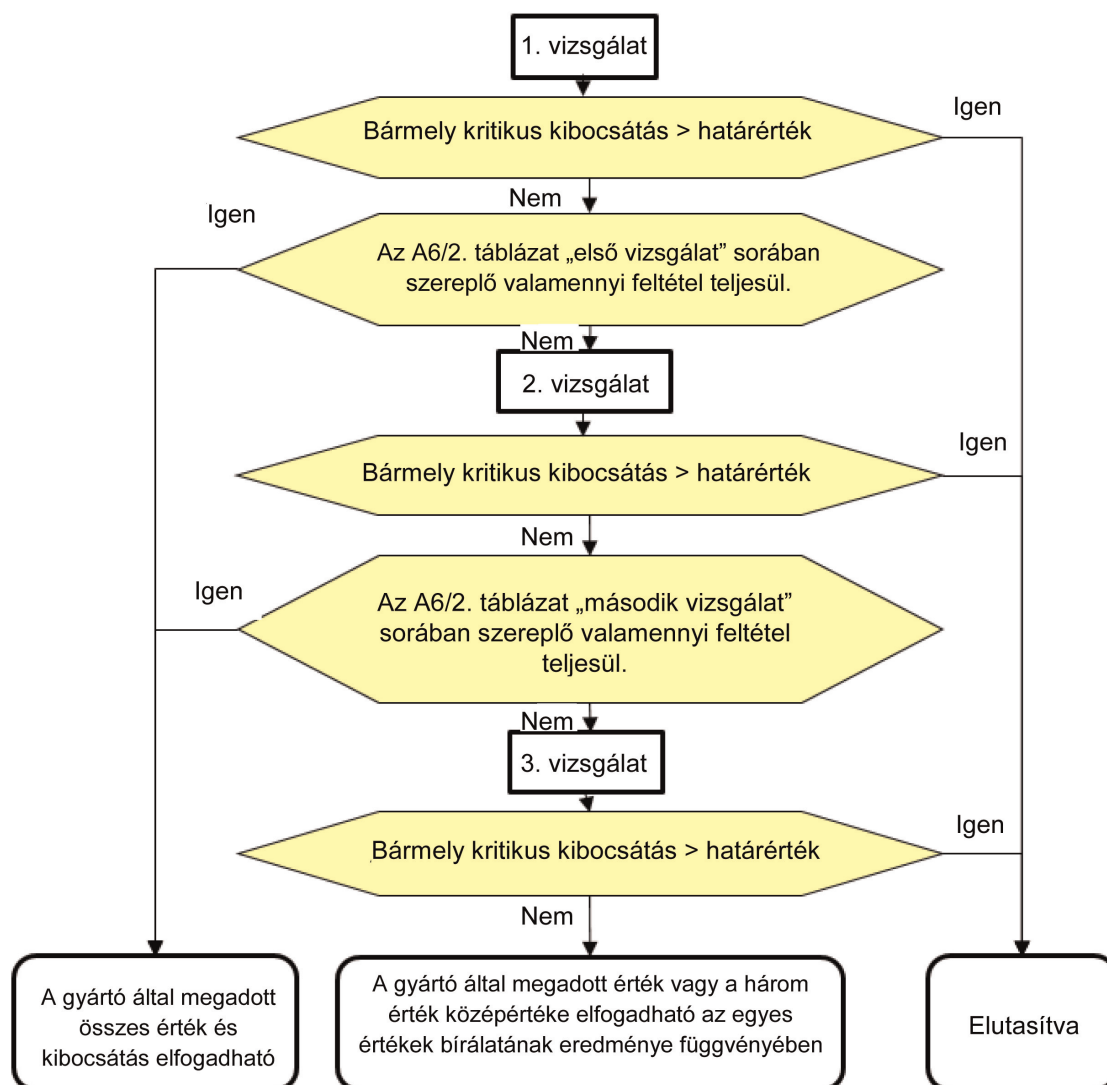 1. vizsgálat
Igen
Bármely kritikus kibocsátás > határérték
Nem
Igen
Az A6/2. táblázat „első vizsgálat” sorában
szereplő valamennyi feltétel teljesül.
Nem
2. vizsgálat
Igen
Bármely kritikus kibocsátás > határérték
Nem
Igen
Az A6/2. táblázat „második vizsgálat”
sorában szereplő valamennyi feltétel
teljesül.
Nem
3. vizsgálat
Igen
Bármely kritikus kibocsátás > határérték
Nem
A gyártó által megadott
összes érték és
kibocsátás elfogadható
A gyártó által megadott érték vagy a három
érték középértéke elfogadható az egyes
értékek bírálatának eredménye függvényében
Elutasítva